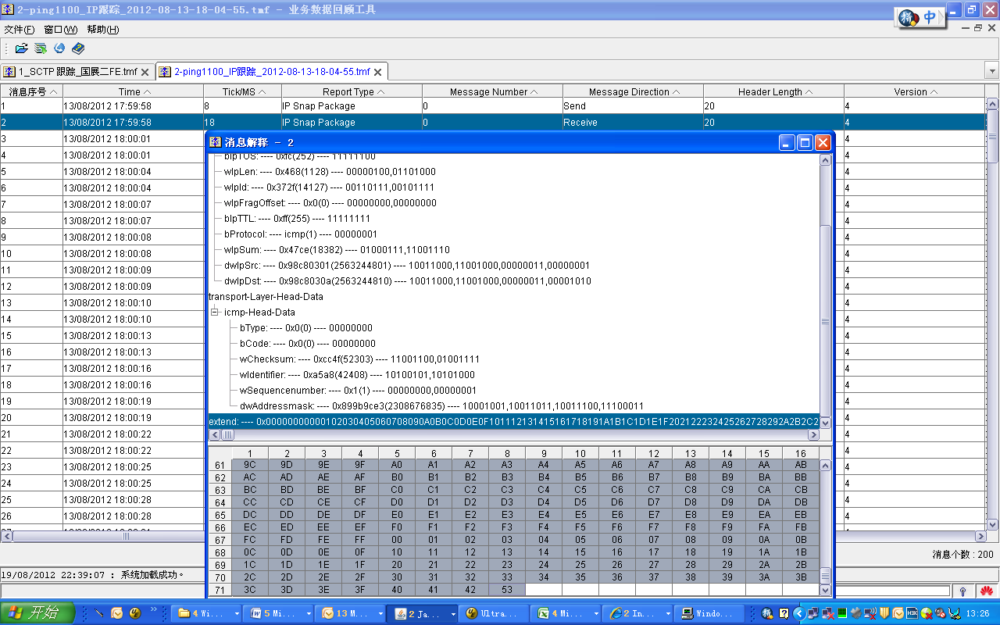 2-ping1100_IP跟踪_2012-08-13-18-04-55.tmf - 业务数据回顾工具
中
文件(F) 窗口(W) 帮助(H)
1_SCTP 跟踪_国展二FE.tmf 2-ping1100_IP跟踪_2012-08-13-18-04-55.tmf
消息序号 Time Tick/MS Report Type Message Number Message Direction Header Length Version
1 13/08/2012 17:59:58 8 IP Snap Package 0 Send 20 4
2 13/08/2012 17:59:58 18 IP Snap Package 0 Receive 20 4
3 13/08/2012 18:00:01 4
4 13/08/2012 18:00:01 4
5 13/08/2012 18:00:04 4
6 13/08/2012 18:00:04 4
7 13/08/2012 18:00:07 4
8 13/08/2012 18:00:07 4
9 13/08/2012 18:00:08 4
10 13/08/2012 18:00:08 4
11 13/08/2012 18:00:09 4
12 13/08/2012 18:00:09 4
13 13/08/2012 18:00:10 4
14 13/08/2012 18:00:10 4
15 13/08/2012 18:00:13 4
16 13/08/2012 18:00:13 4
17 13/08/2012 18:00:16 4
18 13/08/2012 18:00:16 4
19 13/08/2012 18:00:19 4
20 13/08/2012 18:00:19 4
21 13/08/2012 18:00:22 4
22 13/08/2012 18:00:22 4
23 13/08/2012 18:00:25 4
24 13/08/2012 18:00:25 4
25 13/08/2012 18:00:28 4
26 13/08/2012 18:00:28 4
消息解释 - 2
bIpTOS: ---- 0xfc(252) ---- 11111100
wIpLen: ---- 0x468(1128) ---- 00000100,01101000
wIpId: ---- 0x372f(14127) ---- 00110111,00101111
wIpFragOffset: ---- 0x0(0) ---- 00000000,00000000
bIpTTL: ---- 0xff(255) ---- 11111111
bProtocol: ---- icmp(1) ---- 00000001
wIpSum: ---- 0x47ce(18382) ---- 01000111,11001110
dwIpSrc: ---- 0x98c80301(2563244801) ---- 10011000,11001000,00000011,00000001
dwIpDst: ---- 0x98c8030a(2563244810) ---- 10011000,11001000,00000011,00001010
transport-Layer-Head-Data
icmp-Head-Data
bType: ---- 0x0(0) ---- 00000000
bCode: ---- 0x0(0) ---- 00000000
wChecksum: ---- 0xcc4f(52303) ---- 11001100,01001111
wIdentifier: ---- 0xa5a8(42408) ---- 10100101,10101000
wSequencenumber: ---- 0x1(1) ---- 00000000,00000001
dwAddressmask: ---- 0x899b9ce3(2308676835) ---- 10001001,10011011,10011100,11100011
extend: ---- 0x000000000000102030405060708090A0B0C0D0E0F101112131415161718191A1B1C1D1E1F202122232425262728292A2B2C2
1 2 3 4 5 6 7 8 9 10 11 12 13 14 15 16
61 9C 9D 9E 9F A0 A1 A2 A3 A4 A5 A6 A7 A8 A9 AA AB
62 AC AD AE AF B0 B1 B2 B3 B4 B5 B6 B7 B8 B9 BA BB
63 BC BD BE BF C0 C1 C2 C3 C4 C5 C6 C7 C8 C9 CA CB
64 CC CD CE CF D0 D1 D2 D3 D4 D5 D6 D7 D8 D9 DA DB
65 DC DD DE DF E0 E1 E2 E3 E4 E5 E6 E7 E8 E9 EA EB
66 EC ED EE EF F0 F1 F2 F3 F4 F5 F6 F7 F8 F9 FA FB
67 FC FD FE FF 00 01 02 03 04 05 06 07 08 09 0A 0B
68 0C 0D 0E 0F 10 11 12 13 14 15 16 17 18 19 1A 1B
69 1C 1D 1E 1F 20 21 22 23 24 25 26 27 28 29 2A 2B
70 2C 2D 2E 2F 30 31 32 33 34 35 36 37 38 39 3A 3B
71 3C 3D 3E 3F 40 41 42 53
消息个数 : 200
19/08/2012 22:39:07 : 系统加载成功。
开始 4 Wi... 5 Mi... 13 M... 2 Ja... Ultra... 4 Mi... 2 In... Windo... 13:26